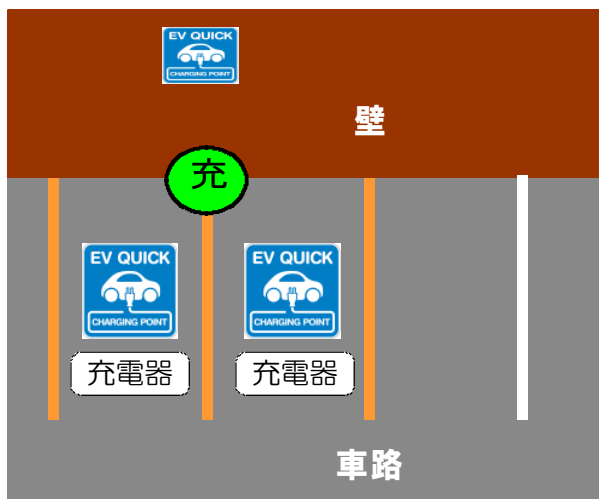 EV QUICK
CHARGING POINT
壁
充
EV QUICK
CHARGING POINT
充電器
EV QUICK
CHARGING POINT
充電器
車路